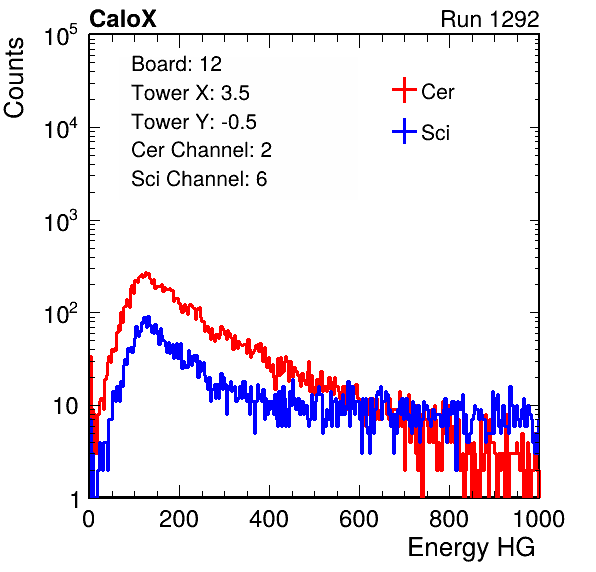 CaloX Run 1292
Counts
10^5
10^4
10^3
10^2
10
1
Board: 12
Tower X: 3.5
Tower Y: -0.5
Cer Channel: 2
Sci Channel: 6
Cer
Sci
0 200 400 600 800 1000
Energy HG